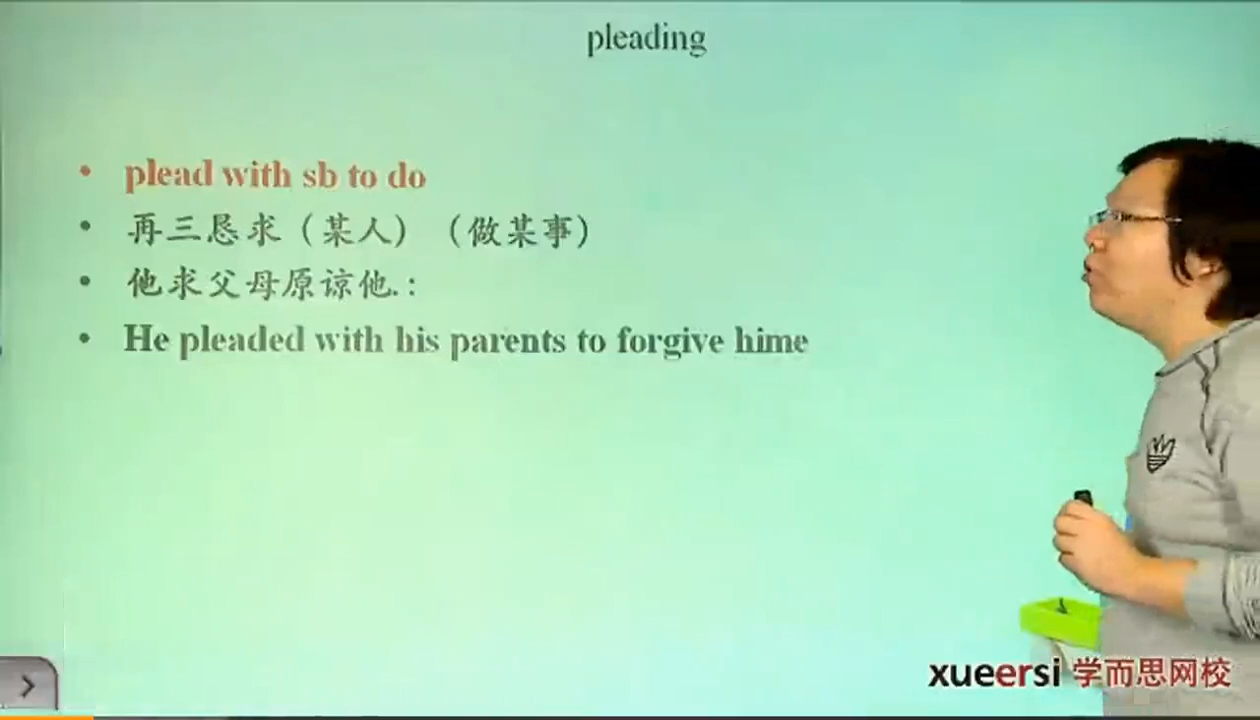 pleading
• plead with sb to do
• 再三恳求（某人）（做某事）
• 他求父母原谅他.：
• He pleaded with his parents to forgive hime
xueersi 学而思网校